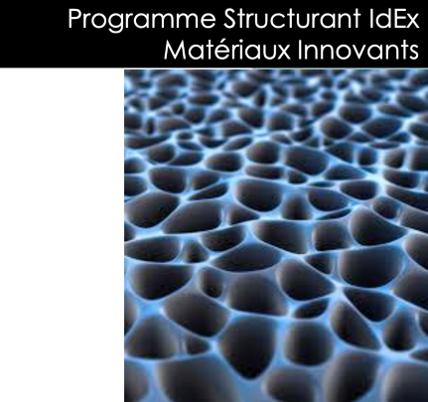 Programme Structurant IdEx
Matériaux Innovants